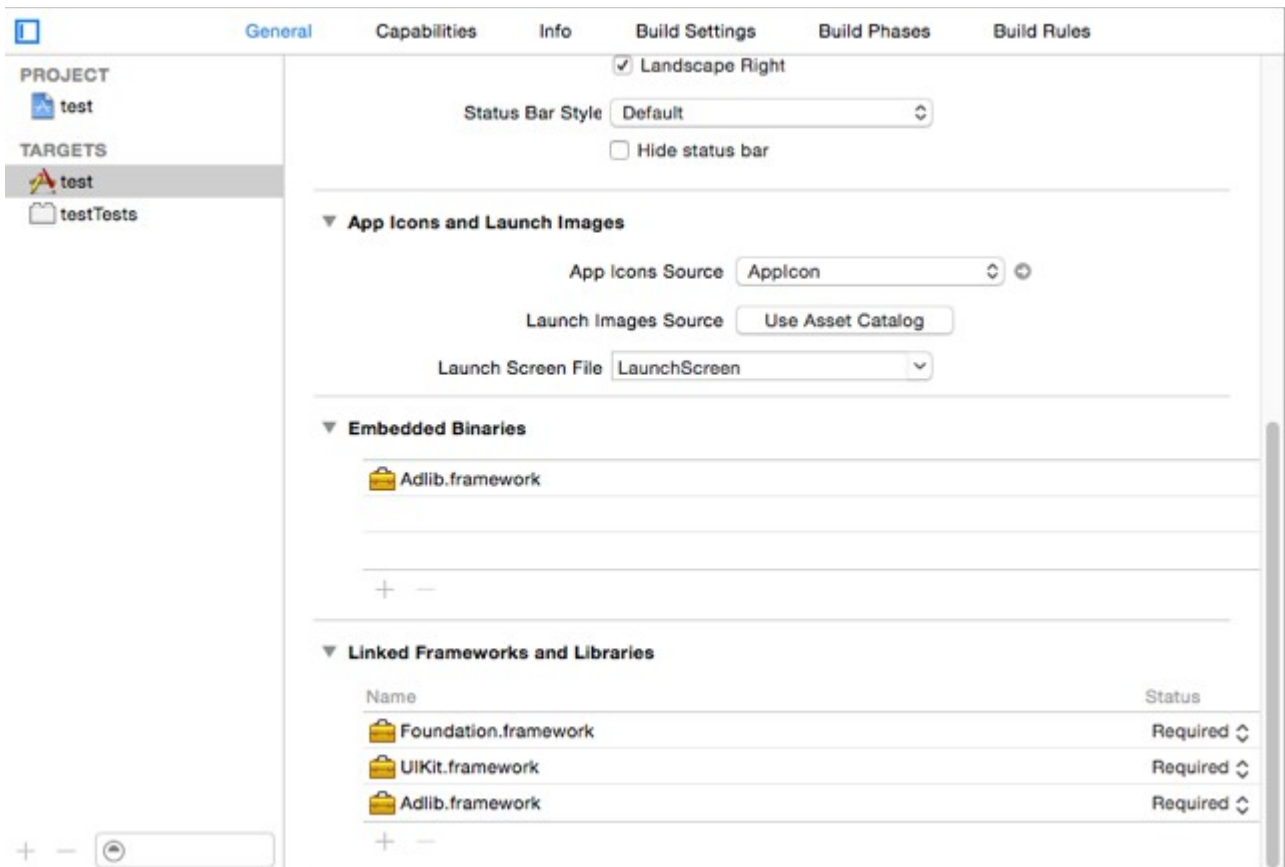 General Capabilities Info Build Settings Build Phases Build Rules
PROJECT
test
TARGETS
test
testTests
Landscape Right
Status Bar Style Default
Hide status bar
App Icons and Launch Images
App Icons Source AppIcon
Launch Images Source Use Asset Catalog
Launch Screen File LaunchScreen
Embedded Binaries
Adlib.framework
Linked Frameworks and Libraries
Name Status
Foundation.framework Required
UIKit.framework Required
Adlib.framework Required